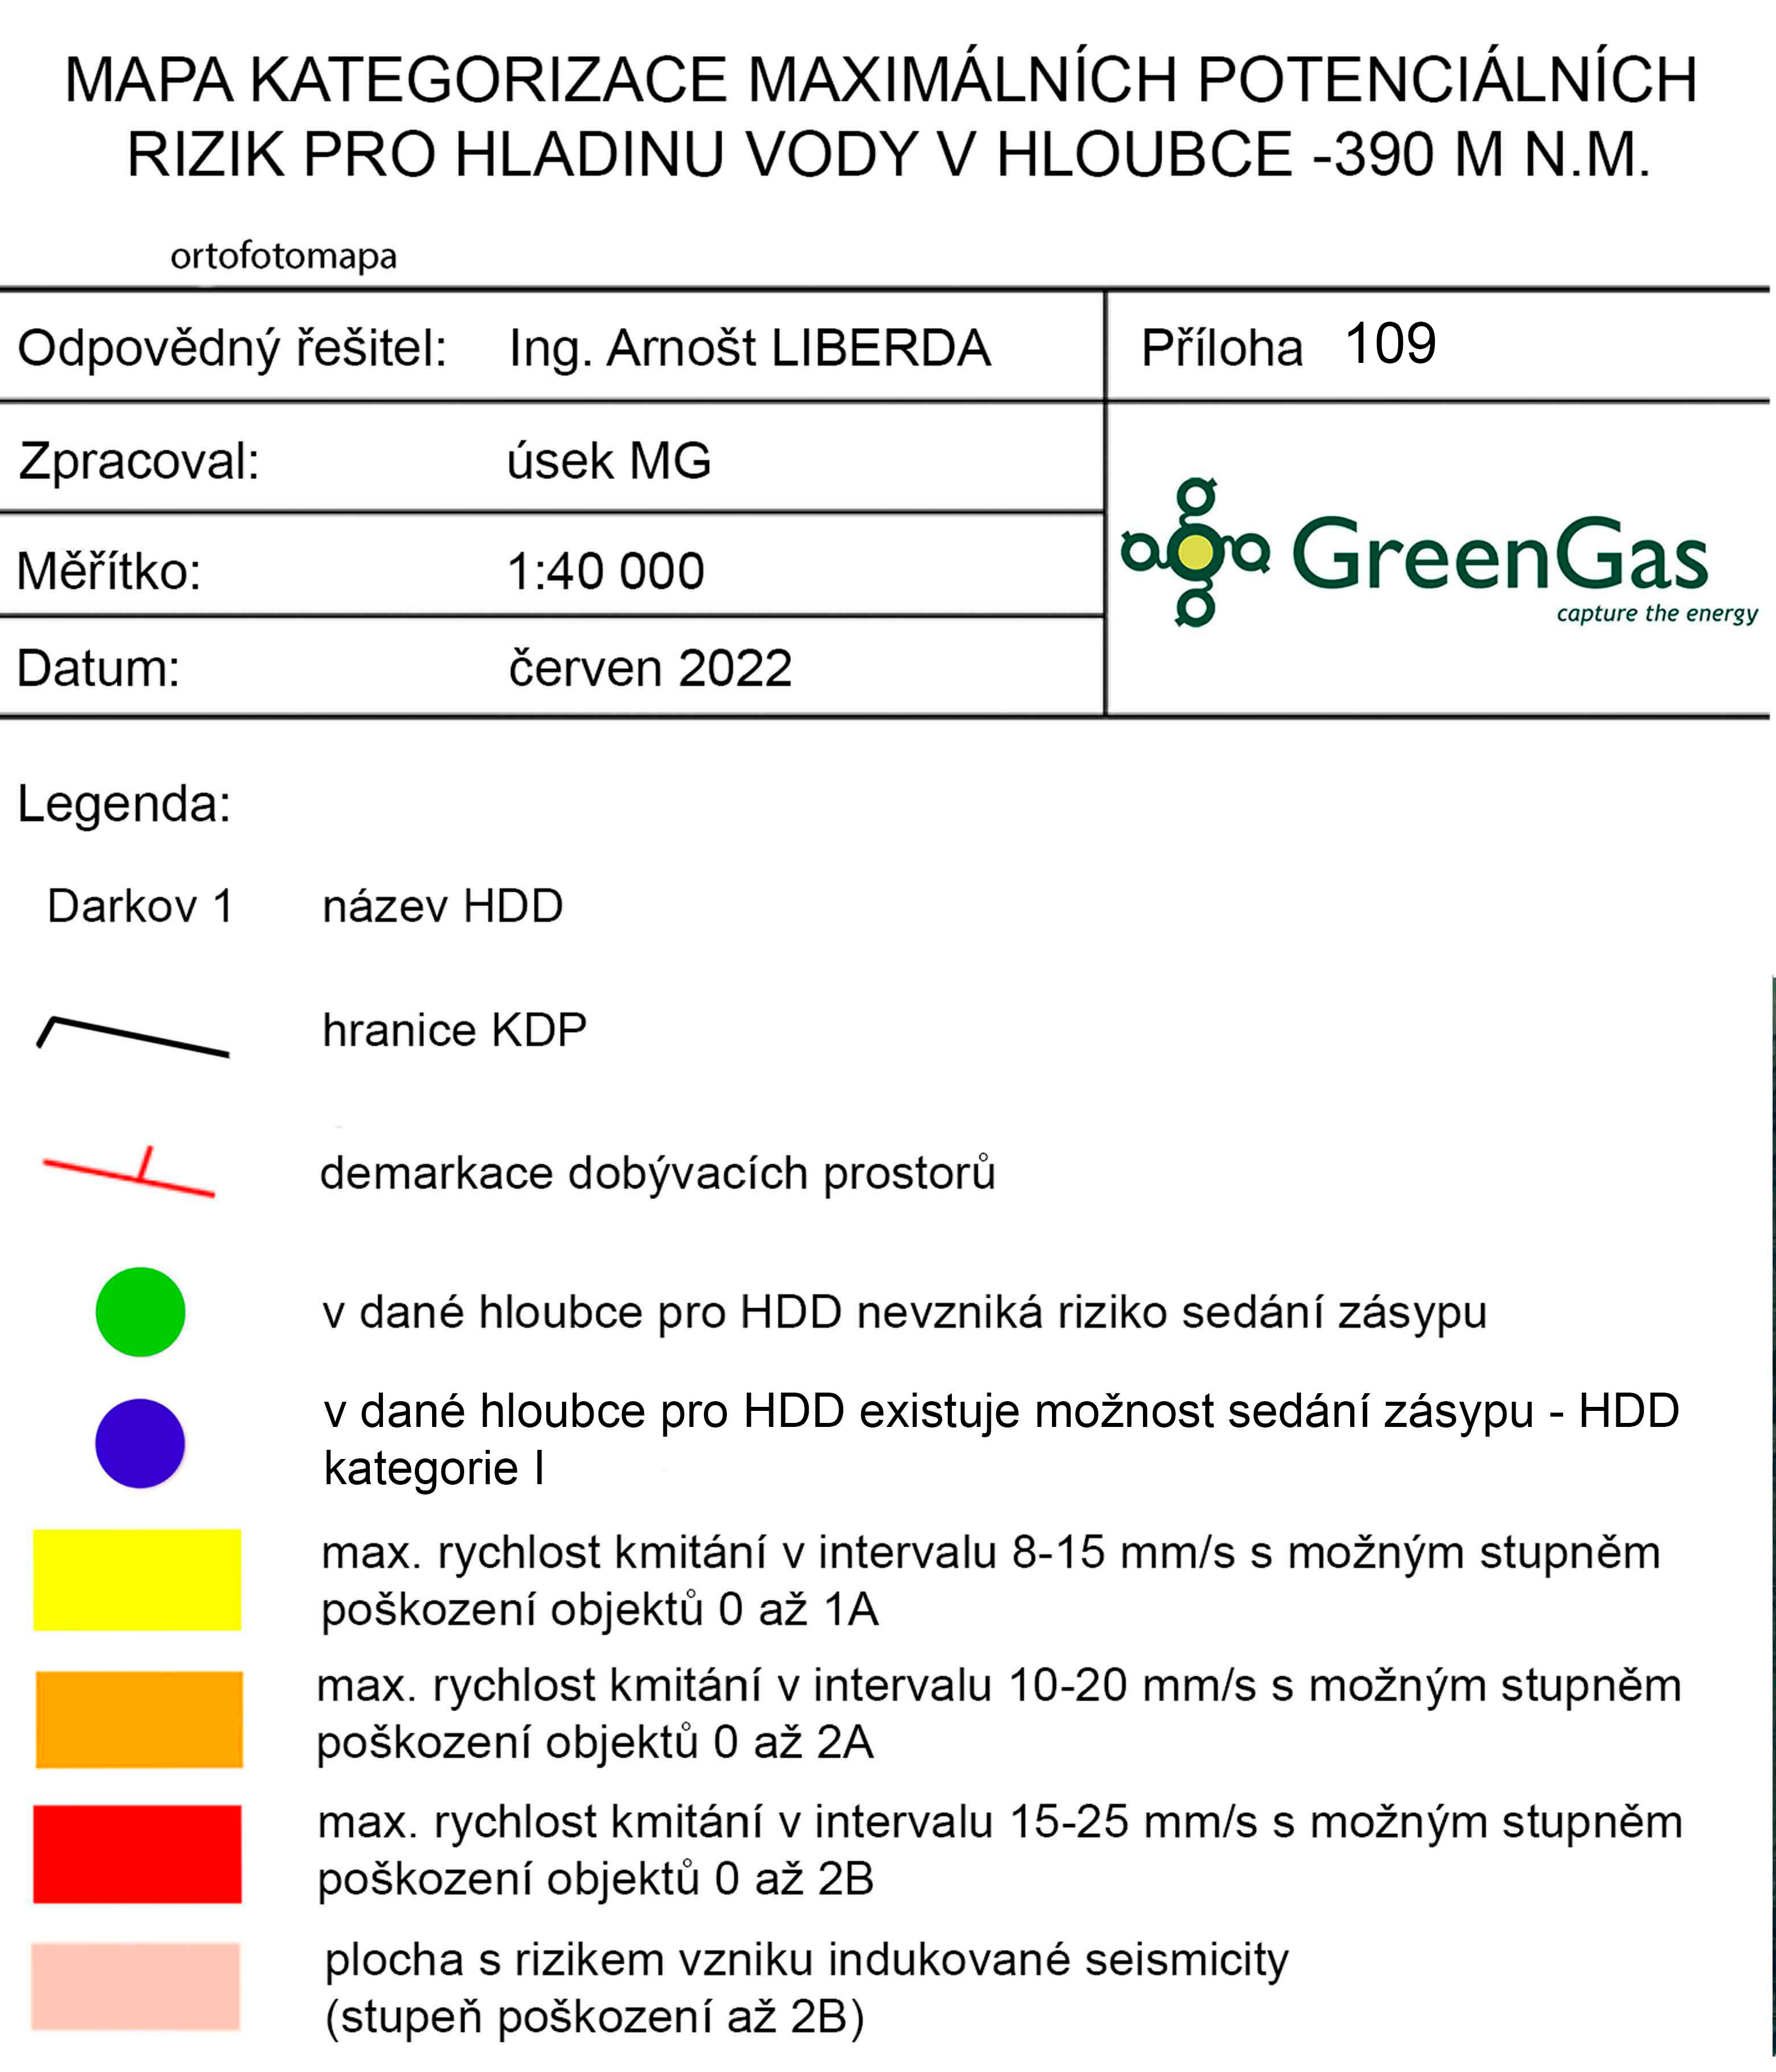 MAPA KATEGORIZACE MAXIMÁLNÍCH POTENCIÁLNÍCH
RIZIK PRO HLADINU VODY V HLOUBCE -390 M N.M.
ortofotomapa
Odpovědný řešitel: Ing. Arnošt LIBERDA Příloha 109
Zpracoval: úsek MG
Měřítko: 1:40 000
GreenGas
capture the energy
Datum: červen 2022
Legenda:
Darkov 1 název HDD
hranice KDP
demarkace dobývacích prostorů
v dané hloubce pro HDD nevzniká riziko sedání zásypu
v dané hloubce pro HDD existuje možnost sedání zásypu - HDD
kategorie I
max. rychlost kmitání v intervalu 8-15 mm/s s možným stupněm
poškození objektů 0 až 1A
max. rychlost kmitání v intervalu 10-20 mm/s s možným stupněm
poškození objektů 0 až 2A
max. rychlost kmitání v intervalu 15-25 mm/s s možným stupněm
poškození objektů 0 až 2B
plocha s rizikem vzniku indukované seismicity
(stupeň poškození až 2B)